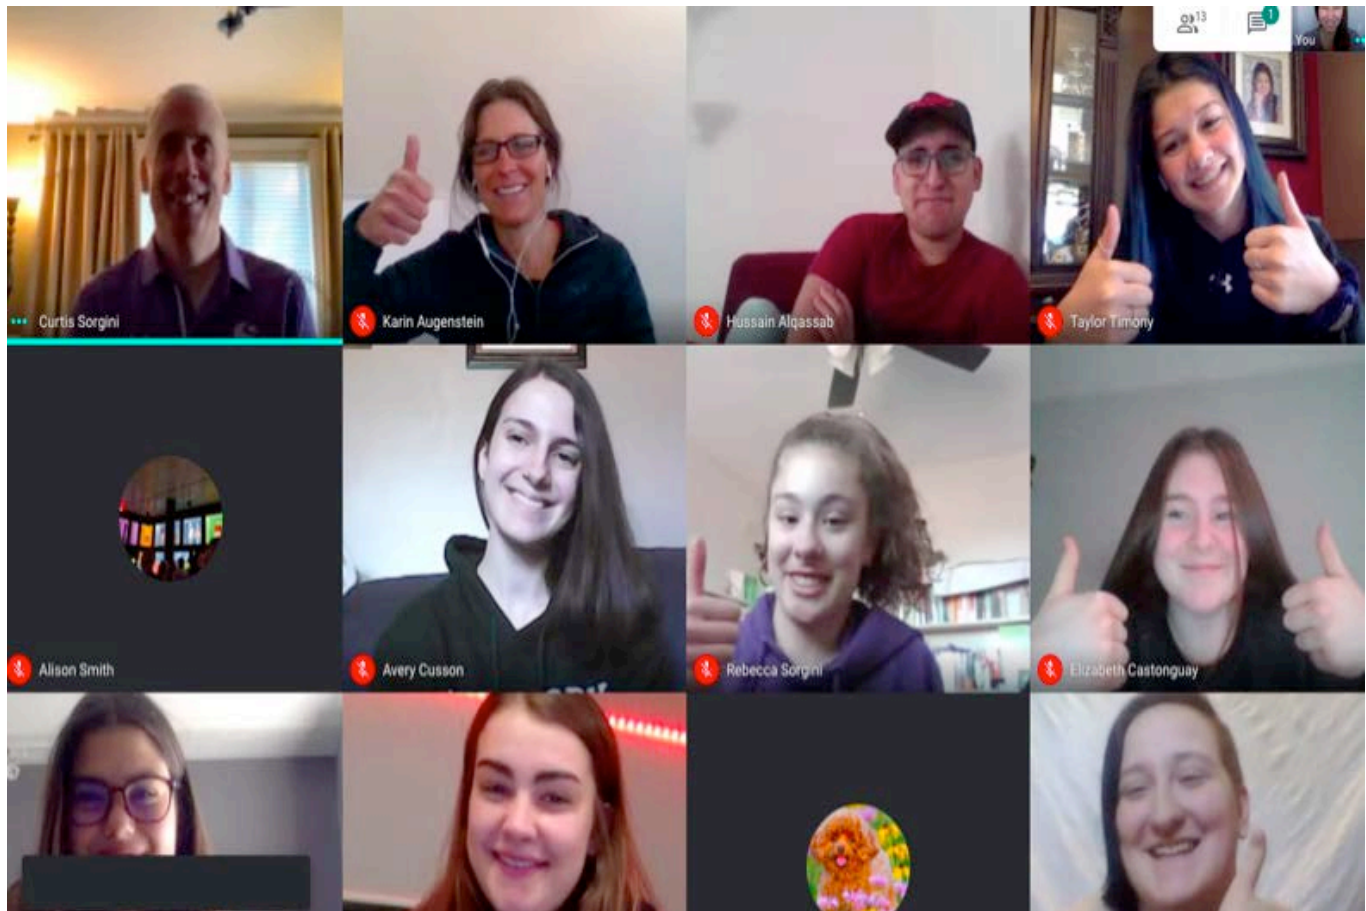 13
1
You
Curtis Sorgini
Karin Augenstein
Hussain Alqassab
Taylor Timony
Alison Smith
Avery Cusson
Rebecca Sorgini
Elizabeth Castonguay